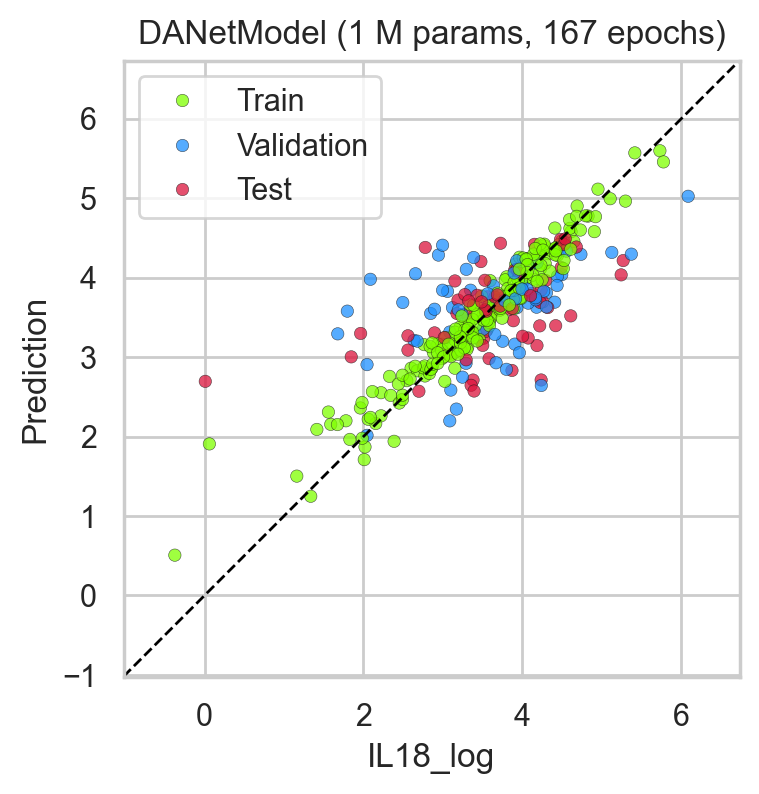 DANetModel (1 M params, 167 epochs)
Train
Validation
Test
6
5
4
3
2
1
0
−1
Prediction
0
2
4
6
IL18_log